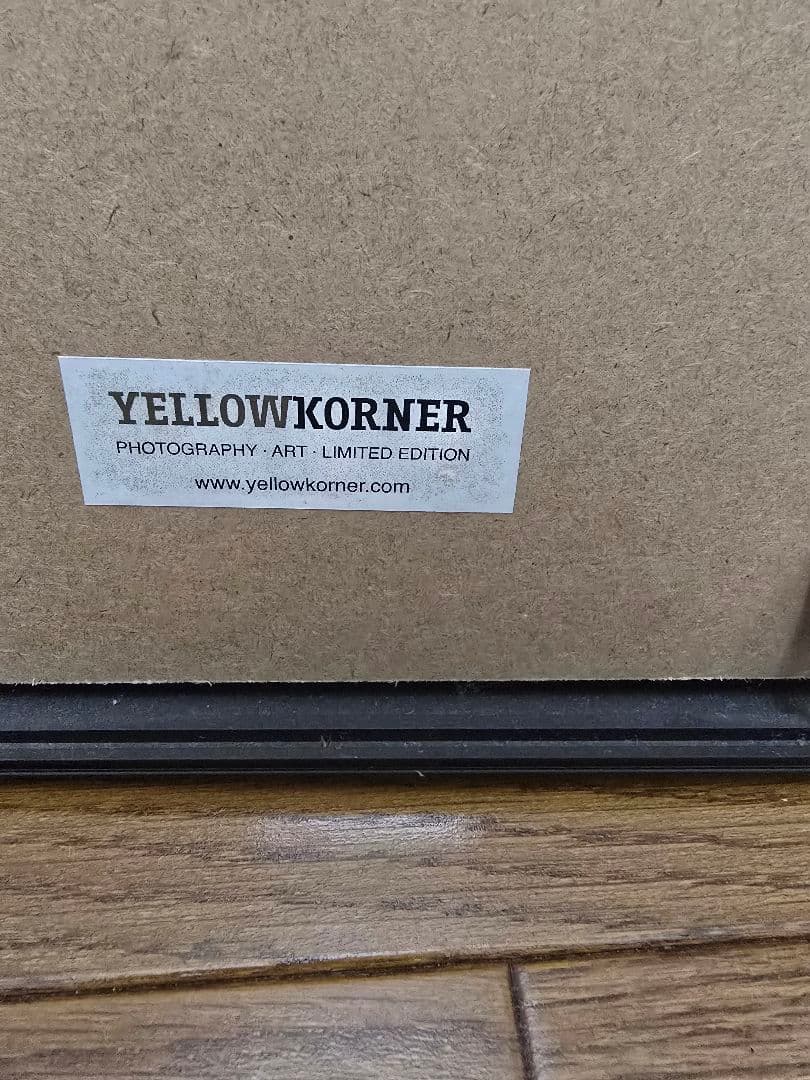 YELLOWKORNER
PHOTOGRAPHY · ART · LIMITED EDITION
www.yellowkorner.com